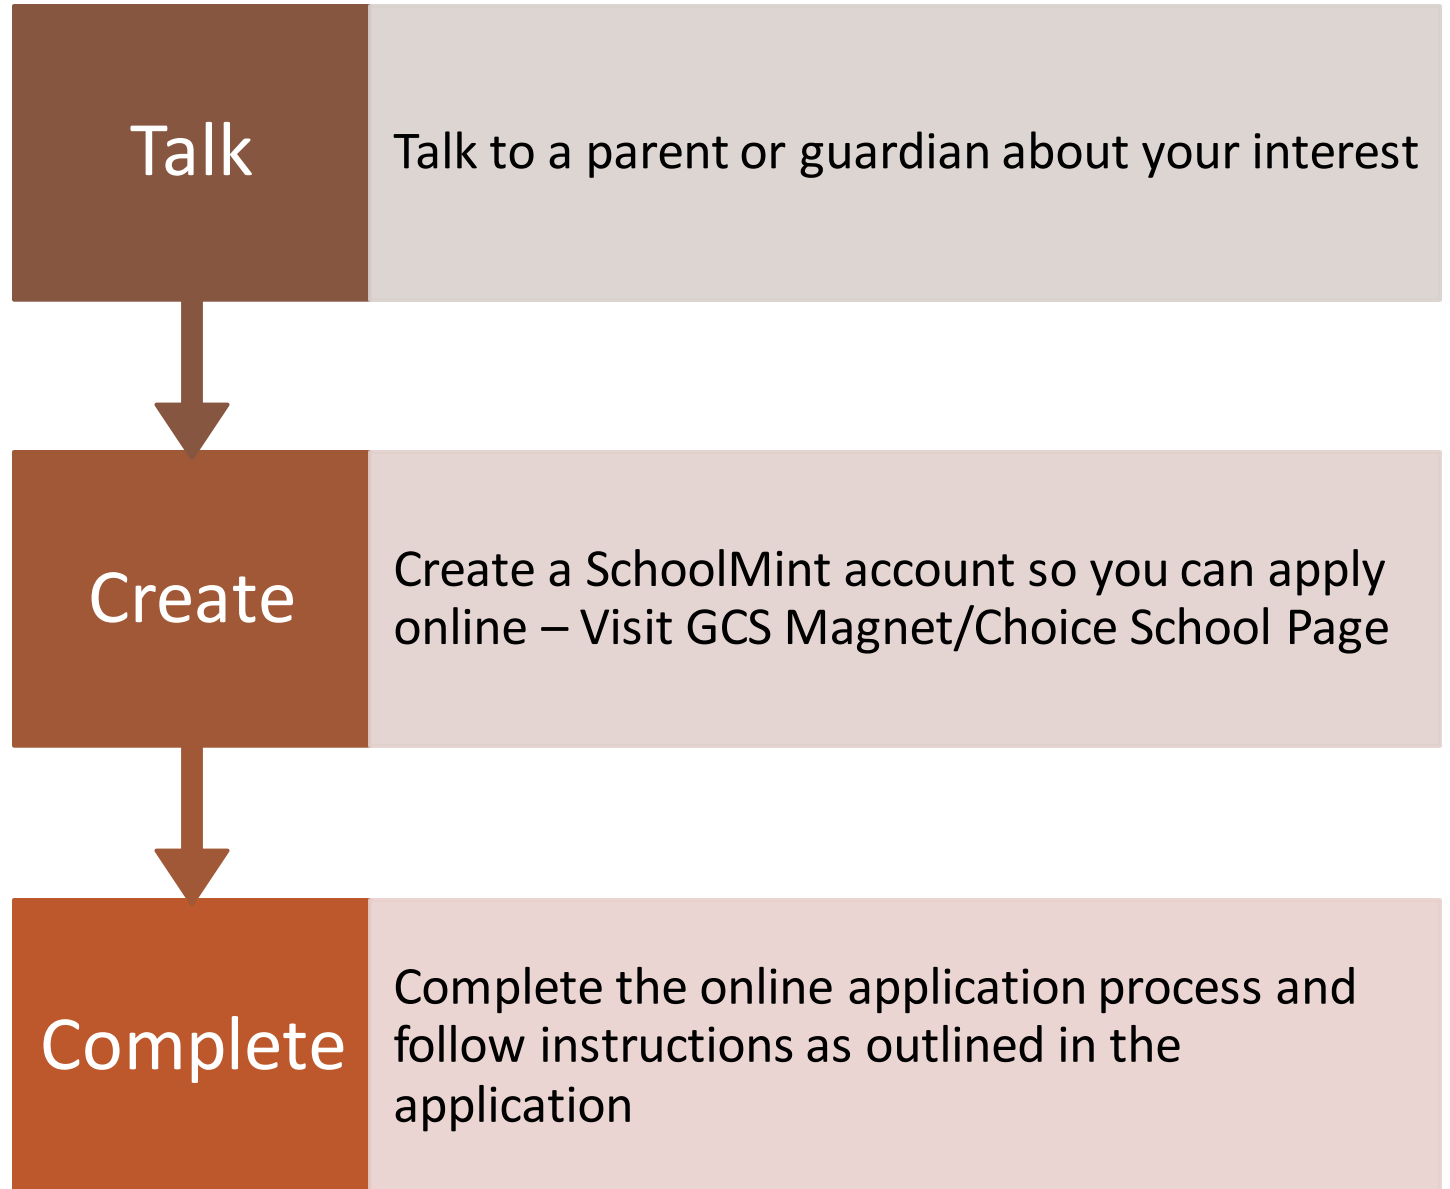 Talk
Talk to a parent or guardian about your interest
Create
Create a SchoolMint account so you can apply
online – Visit GCS Magnet/Choice School Page
Complete
Complete the online application process and
follow instructions as outlined in the
application